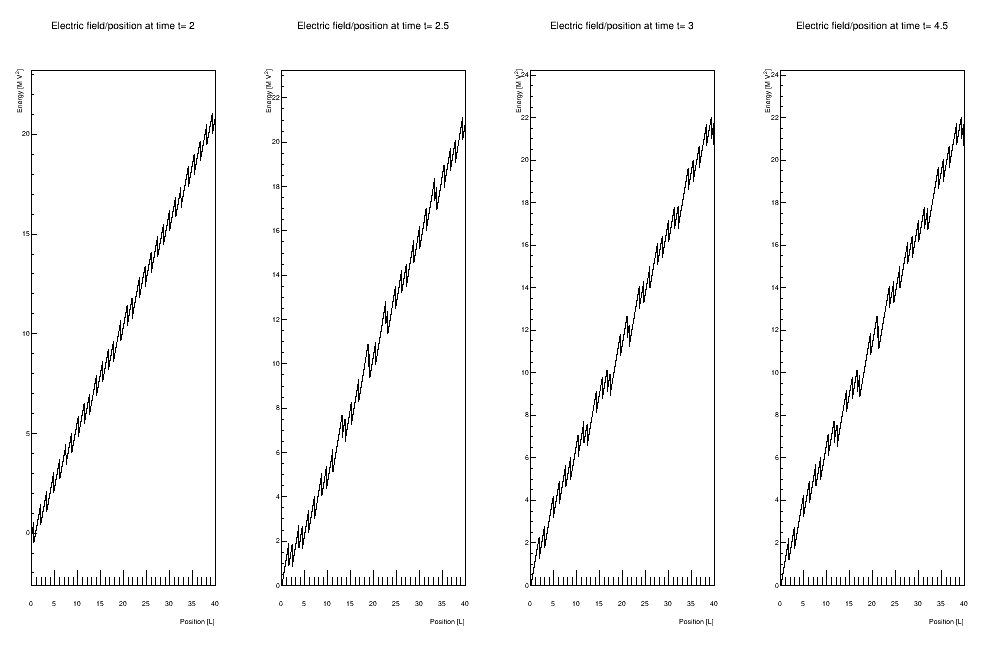 Electric field/position at time t= 2
Electric field/position at time t= 2.5
Electric field/position at time t= 3
Electric field/position at time t= 4.5
Energy [M V²]
20
15
10
5
0
0 5 10 15 20 25 30 35 40
Position [L]
Energy [M V²]
22
20
18
16
14
12
10
8
6
4
2
0
0 5 10 15 20 25 30 35 40
Position [L]
Energy [M V²]
24
22
20
18
16
14
12
10
8
6
4
2
0
0 5 10 15 20 25 30 35 40
Position [L]
Energy [M V²]
24
22
20
18
16
14
12
10
8
6
4
2
0
0 5 10 15 20 25 30 35 40
Position [L]